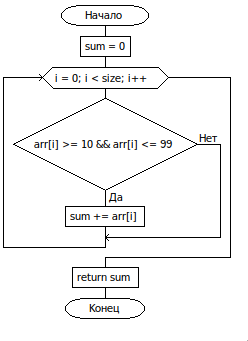 Начало
sum = 0
i = 0; i < size; i++
arr[i] >= 10 && arr[i] <= 99
Нет
Да
sum += arr[i]
return sum
Конец